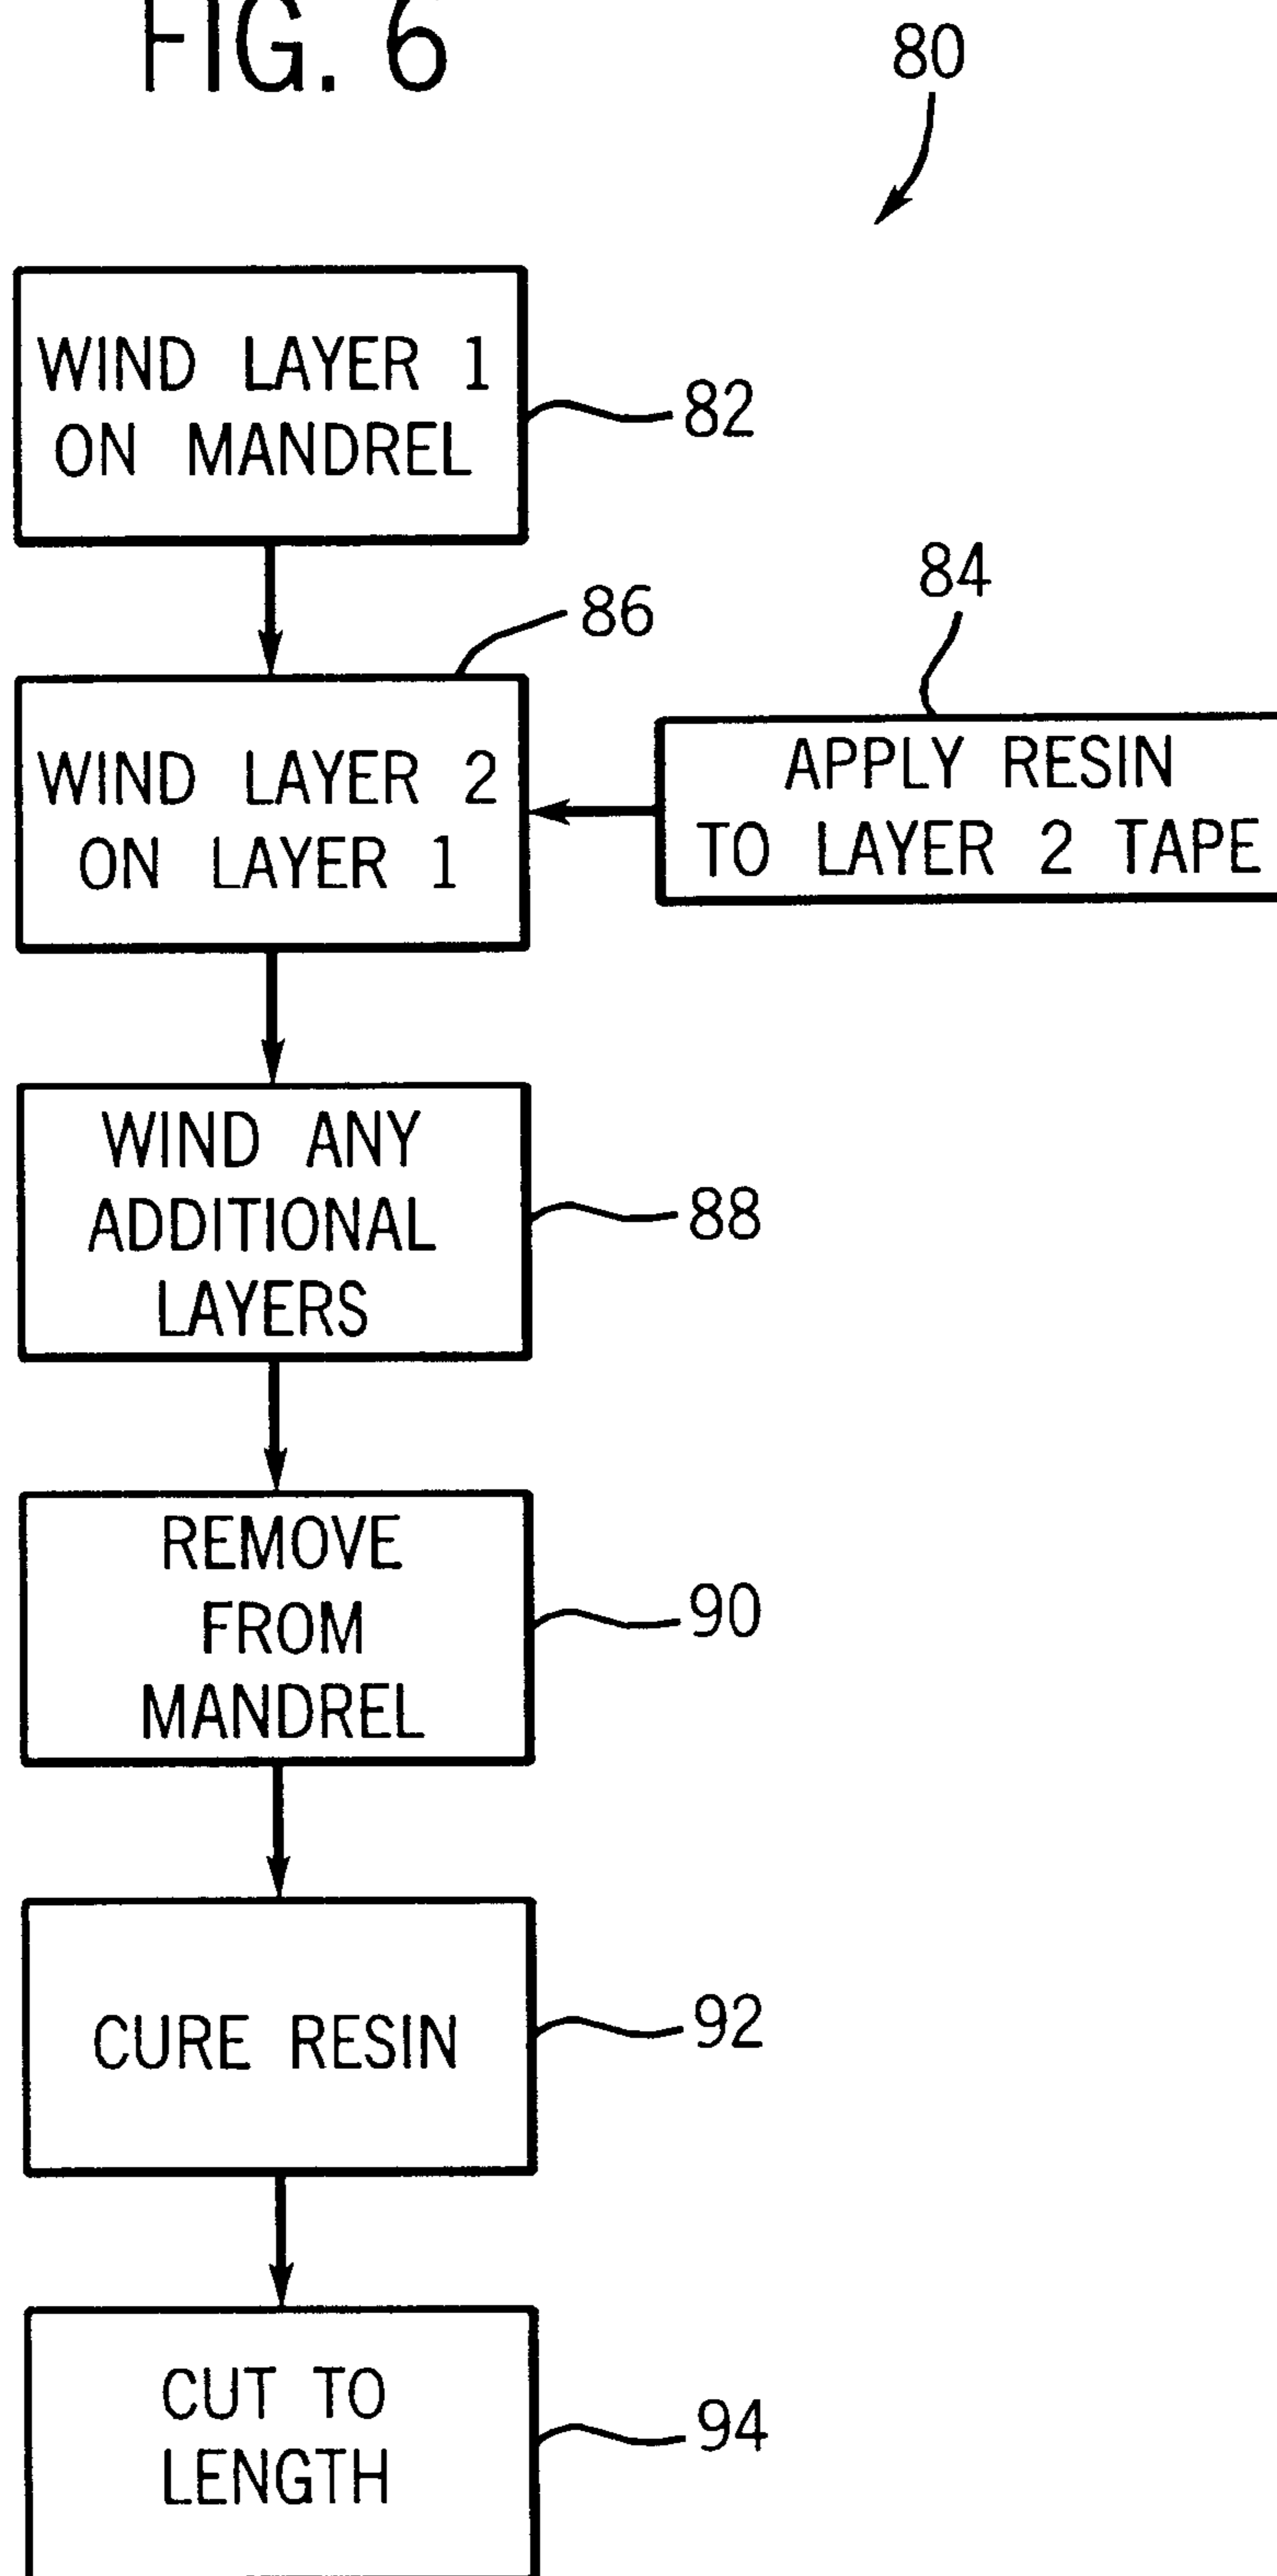 FIG. 6
80
WIND LAYER 1
ON MANDREL
82
86
84
WIND LAYER 2
ON LAYER 1
APPLY RESIN
TO LAYER 2 TAPE
WIND ANY
ADDITIONAL
LAYERS
88
REMOVE
FROM
MANDREL
90
CURE RESIN
92
CUT TO
LENGTH
94